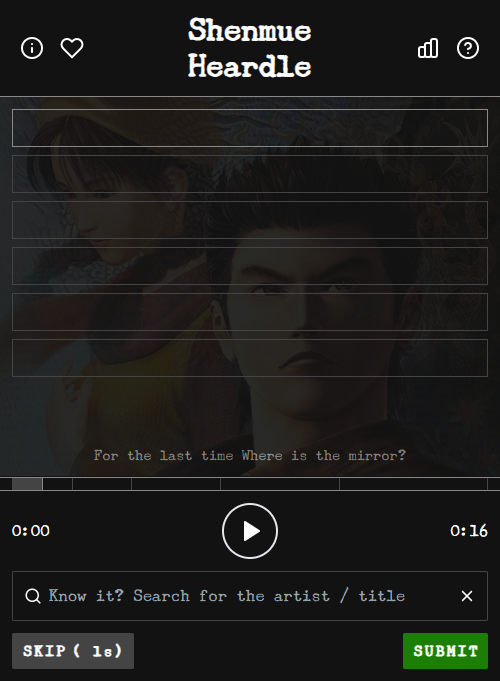 Shenmue
Heardle
For the last time Where is the mirror?
0:00
0:16
Know it? Search for the artist / title
SKIP ( 1s)
SUBMIT